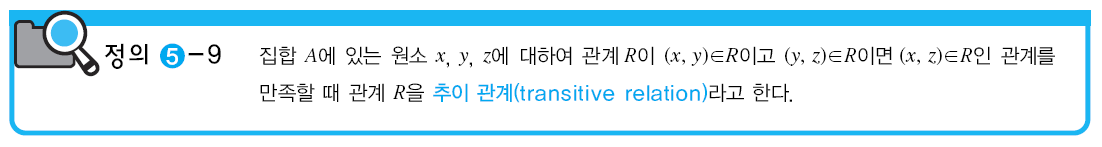 정의 5-9 집합 A에 있는 원소 x, y, z에 대하여 관계 R이 (x, y)∈R이고 (y, z)∈R이면 (x, z)∈R인 관계를
만족할 때 관계 R을 추이 관계(transitive relation)라고 한다.